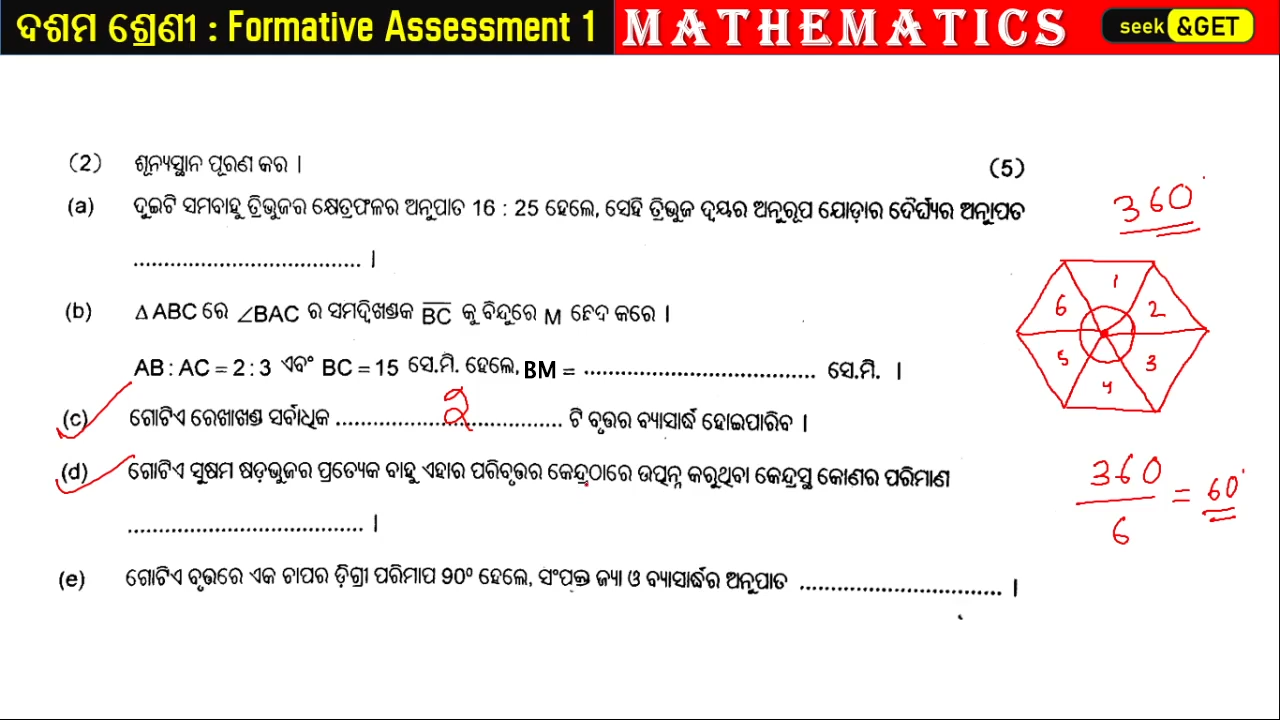 ଦଶମ ଶ୍ରେଣୀ : Formative Assessment 1 MATHEMATICS seek &GET
(2) ଶୂନ୍ୟସ୍ଥାନ ପୂରଣ କର । (5)
(a) ଦୁଇଟି ସମବାହୁ ତ୍ରିଭୁଜର କ୍ଷେତ୍ରଫଳର ଅନୁପାତ 16 : 25 ହେଲେ, ସେହି ତ୍ରିଭୁଜ ଦ୍ୱୟର ଅନୁରୂପ ଯୋଡ଼ାର ଦୈର୍ଘ୍ୟର ଅନୁାପତ
..................................... ।
(b) Δ ABC ରେ ∠BAC ର ସମଦ୍ୱିଖଣ୍ଡକ BC କୁ ବିନ୍ଦୁରେ M ଛେଦ କରେ ।
AB : AC = 2 : 3 ଏବଂ BC = 15 ସେ.ମି. ହେଲେ, BM = ...................................... ସେ.ମି. ।
(c) ଗୋଟିଏ ରେଖାଖଣ୍ଡ ସର୍ବାଧିକ ..................2.................. ଟି ବୃତ୍ତର ବ୍ୟାସାର୍ଦ୍ଧ ହୋଇପାରିବ ।
(d) ଗୋଟିଏ ସୁଷମ ଷଡ଼ଭୁଜର ପ୍ରତ୍ୟେକ ବାହୁ ଏହାର ପରିବୃତ୍ତର କେନ୍ଦ୍ରଠାରେ ଉତ୍ପନ୍ନ କରୁଥିବା କେନ୍ଦ୍ରସ୍ଥ କୋଣର ପରିମାଣ
...................................... ।
(e) ଗୋଟିଏ ବୃତ୍ତରେ ଏକ ଚାପର ଡ଼ିଗ୍ରୀ ପରିମାପ 90⁰ ହେଲେ, ସଂପୃକ୍ତ ଜ୍ୟା ଓ ବ୍ୟାସାର୍ଦ୍ଧର ଅନୁପାତ ................................. ।
360°
1
6 2
5 3
4
360
6
= 60°